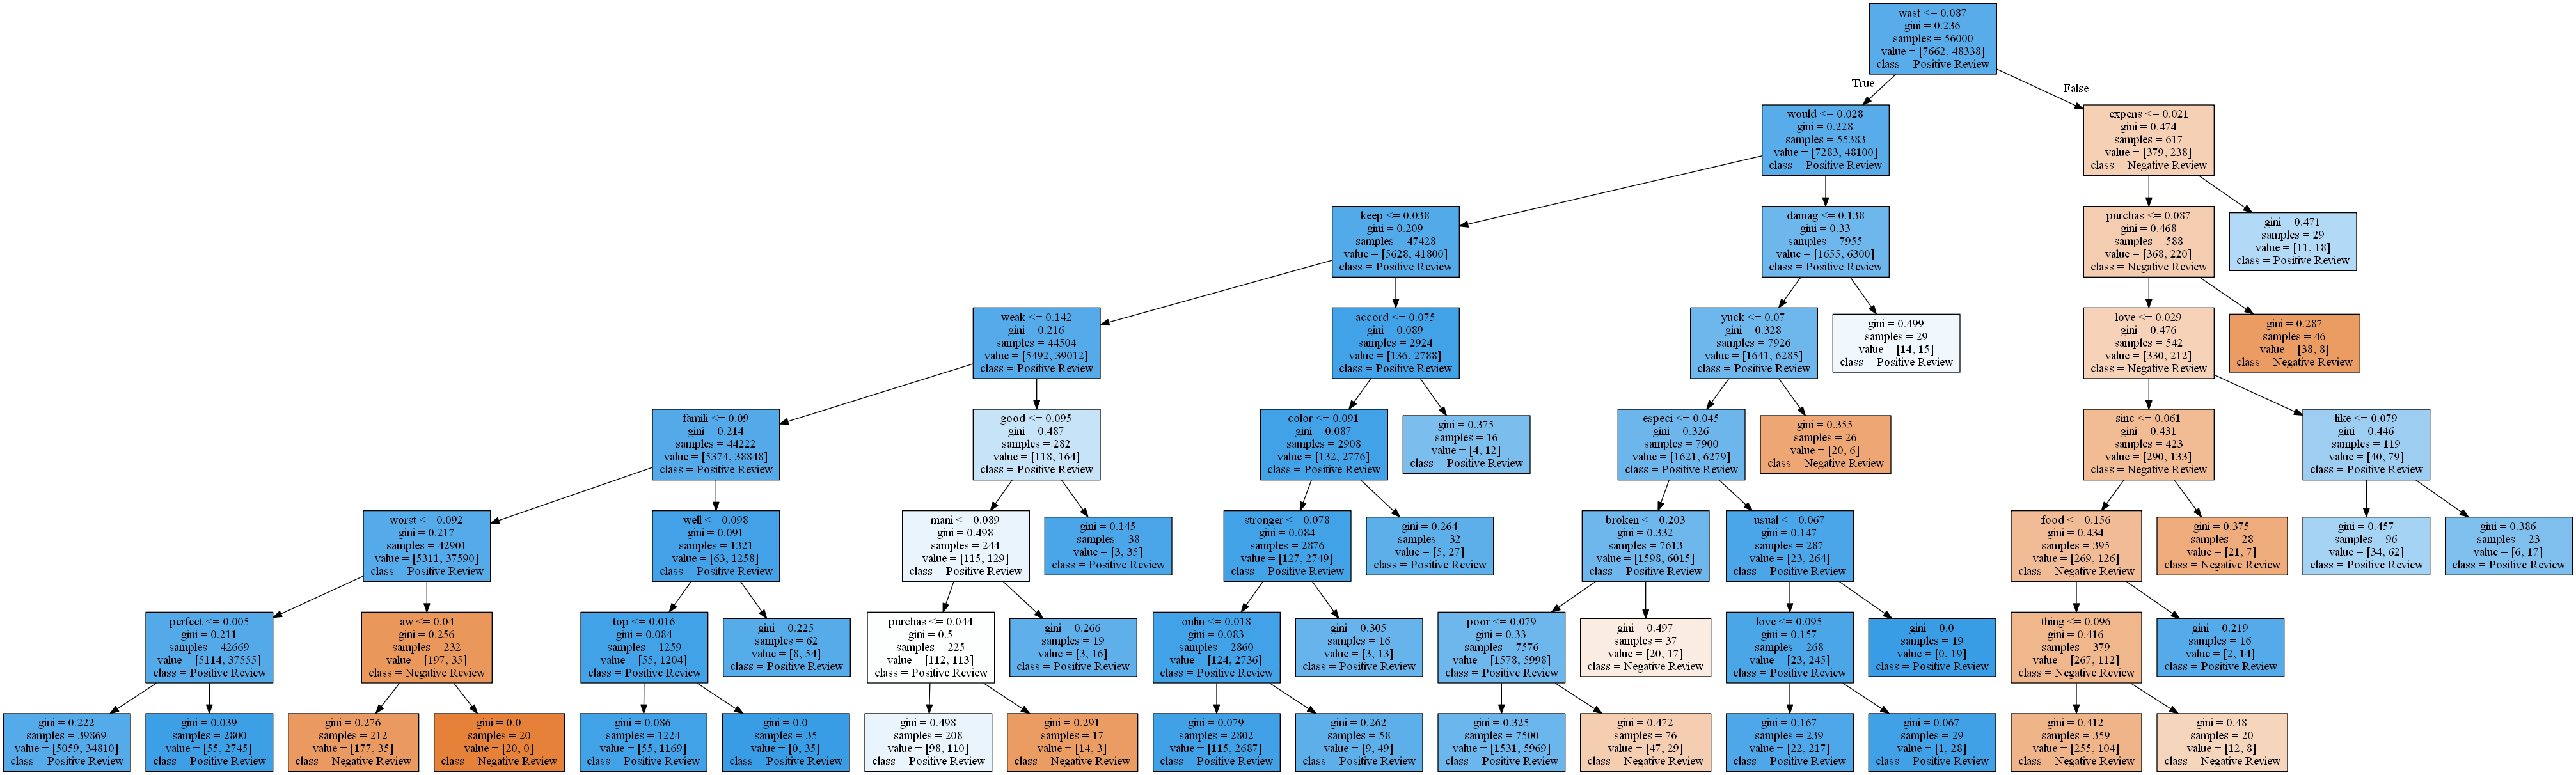 wast <= 0.087
gini = 0.236
samples = 56000
value = [7662, 48338]
class = Positive Review
True
False
would <= 0.028
gini = 0.228
samples = 55383
value = [7283, 48100]
class = Positive Review
expens <= 0.021
gini = 0.474
samples = 617
value = [379, 238]
class = Negative Review
keep <= 0.038
gini = 0.209
samples = 47428
value = [5628, 41800]
class = Positive Review
damag <= 0.138
gini = 0.33
samples = 7955
value = [1655, 6300]
class = Positive Review
purchas <= 0.087
gini = 0.468
samples = 588
value = [368, 220]
class = Negative Review
gini = 0.471
samples = 29
value = [11, 18]
class = Positive Review
weak <= 0.142
gini = 0.216
samples = 44504
value = [5492, 39012]
class = Positive Review
accord <= 0.075
gini = 0.089
samples = 2924
value = [136, 2788]
class = Positive Review
yuck <= 0.07
gini = 0.328
samples = 7926
value = [1641, 6285]
class = Positive Review
gini = 0.499
samples = 29
value = [14, 15]
class = Positive Review
love <= 0.029
gini = 0.476
samples = 542
value = [330, 212]
class = Negative Review
gini = 0.287
samples = 46
value = [38, 8]
class = Negative Review
famili <= 0.09
gini = 0.214
samples = 44222
value = [5374, 38848]
class = Positive Review
good <= 0.095
gini = 0.487
samples = 282
value = [118, 164]
class = Positive Review
color <= 0.091
gini = 0.087
samples = 2908
value = [132, 2776]
class = Positive Review
gini = 0.375
samples = 16
value = [4, 12]
class = Positive Review
especi <= 0.045
gini = 0.326
samples = 7900
value = [1621, 6279]
class = Positive Review
gini = 0.355
samples = 26
value = [20, 6]
class = Negative Review
sinc <= 0.061
gini = 0.431
samples = 423
value = [290, 133]
class = Negative Review
like <= 0.079
gini = 0.446
samples = 119
value = [40, 79]
class = Positive Review
worst <= 0.092
gini = 0.217
samples = 42901
value = [5311, 37590]
class = Positive Review
well <= 0.098
gini = 0.091
samples = 1321
value = [63, 1258]
class = Positive Review
mani <= 0.089
gini = 0.498
samples = 244
value = [115, 129]
class = Positive Review
gini = 0.145
samples = 38
value = [3, 35]
class = Positive Review
stronger <= 0.078
gini = 0.084
samples = 2876
value = [127, 2749]
class = Positive Review
gini = 0.264
samples = 32
value = [5, 27]
class = Positive Review
broken <= 0.203
gini = 0.332
samples = 7613
value = [1598, 6015]
class = Positive Review
usual <= 0.067
gini = 0.147
samples = 287
value = [23, 264]
class = Positive Review
food <= 0.156
gini = 0.434
samples = 395
value = [269, 126]
class = Negative Review
gini = 0.375
samples = 28
value = [21, 7]
class = Negative Review
gini = 0.457
samples = 96
value = [34, 62]
class = Positive Review
gini = 0.386
samples = 23
value = [6, 17]
class = Positive Review
perfect <= 0.005
gini = 0.211
samples = 42669
value = [5114, 37555]
class = Positive Review
aw <= 0.04
gini = 0.256
samples = 232
value = [197, 35]
class = Negative Review
top <= 0.016
gini = 0.084
samples = 1259
value = [55, 1204]
class = Positive Review
gini = 0.225
samples = 62
value = [8, 54]
class = Positive Review
purchas <= 0.044
gini = 0.5
samples = 225
value = [112, 113]
class = Positive Review
gini = 0.266
samples = 19
value = [3, 16]
class = Positive Review
onlin <= 0.018
gini = 0.083
samples = 2860
value = [124, 2736]
class = Positive Review
gini = 0.305
samples = 16
value = [3, 13]
class = Positive Review
poor <= 0.079
gini = 0.33
samples = 7576
value = [1578, 5998]
class = Positive Review
gini = 0.497
samples = 37
value = [20, 17]
class = Negative Review
love <= 0.095
gini = 0.157
samples = 268
value = [23, 245]
class = Positive Review
gini = 0.0
samples = 19
value = [0, 19]
class = Positive Review
thing <= 0.096
gini = 0.416
samples = 379
value = [267, 112]
class = Negative Review
gini = 0.219
samples = 16
value = [2, 14]
class = Positive Review
gini = 0.222
samples = 39869
value = [5059, 34810]
class = Positive Review
gini = 0.039
samples = 2800
value = [55, 2745]
class = Positive Review
gini = 0.276
samples = 212
value = [177, 35]
class = Negative Review
gini = 0.0
samples = 20
value = [20, 0]
class = Negative Review
gini = 0.086
samples = 1224
value = [55, 1169]
class = Positive Review
gini = 0.0
samples = 35
value = [0, 35]
class = Positive Review
gini = 0.498
samples = 208
value = [98, 110]
class = Positive Review
gini = 0.291
samples = 17
value = [14, 3]
class = Negative Review
gini = 0.079
samples = 2802
value = [115, 2687]
class = Positive Review
gini = 0.262
samples = 58
value = [9, 49]
class = Positive Review
gini = 0.325
samples = 7500
value = [1531, 5969]
class = Positive Review
gini = 0.472
samples = 76
value = [47, 29]
class = Negative Review
gini = 0.167
samples = 239
value = [22, 217]
class = Positive Review
gini = 0.067
samples = 29
value = [1, 28]
class = Positive Review
gini = 0.412
samples = 359
value = [255, 104]
class = Negative Review
gini = 0.48
samples = 20
value = [12, 8]
class = Negative Review